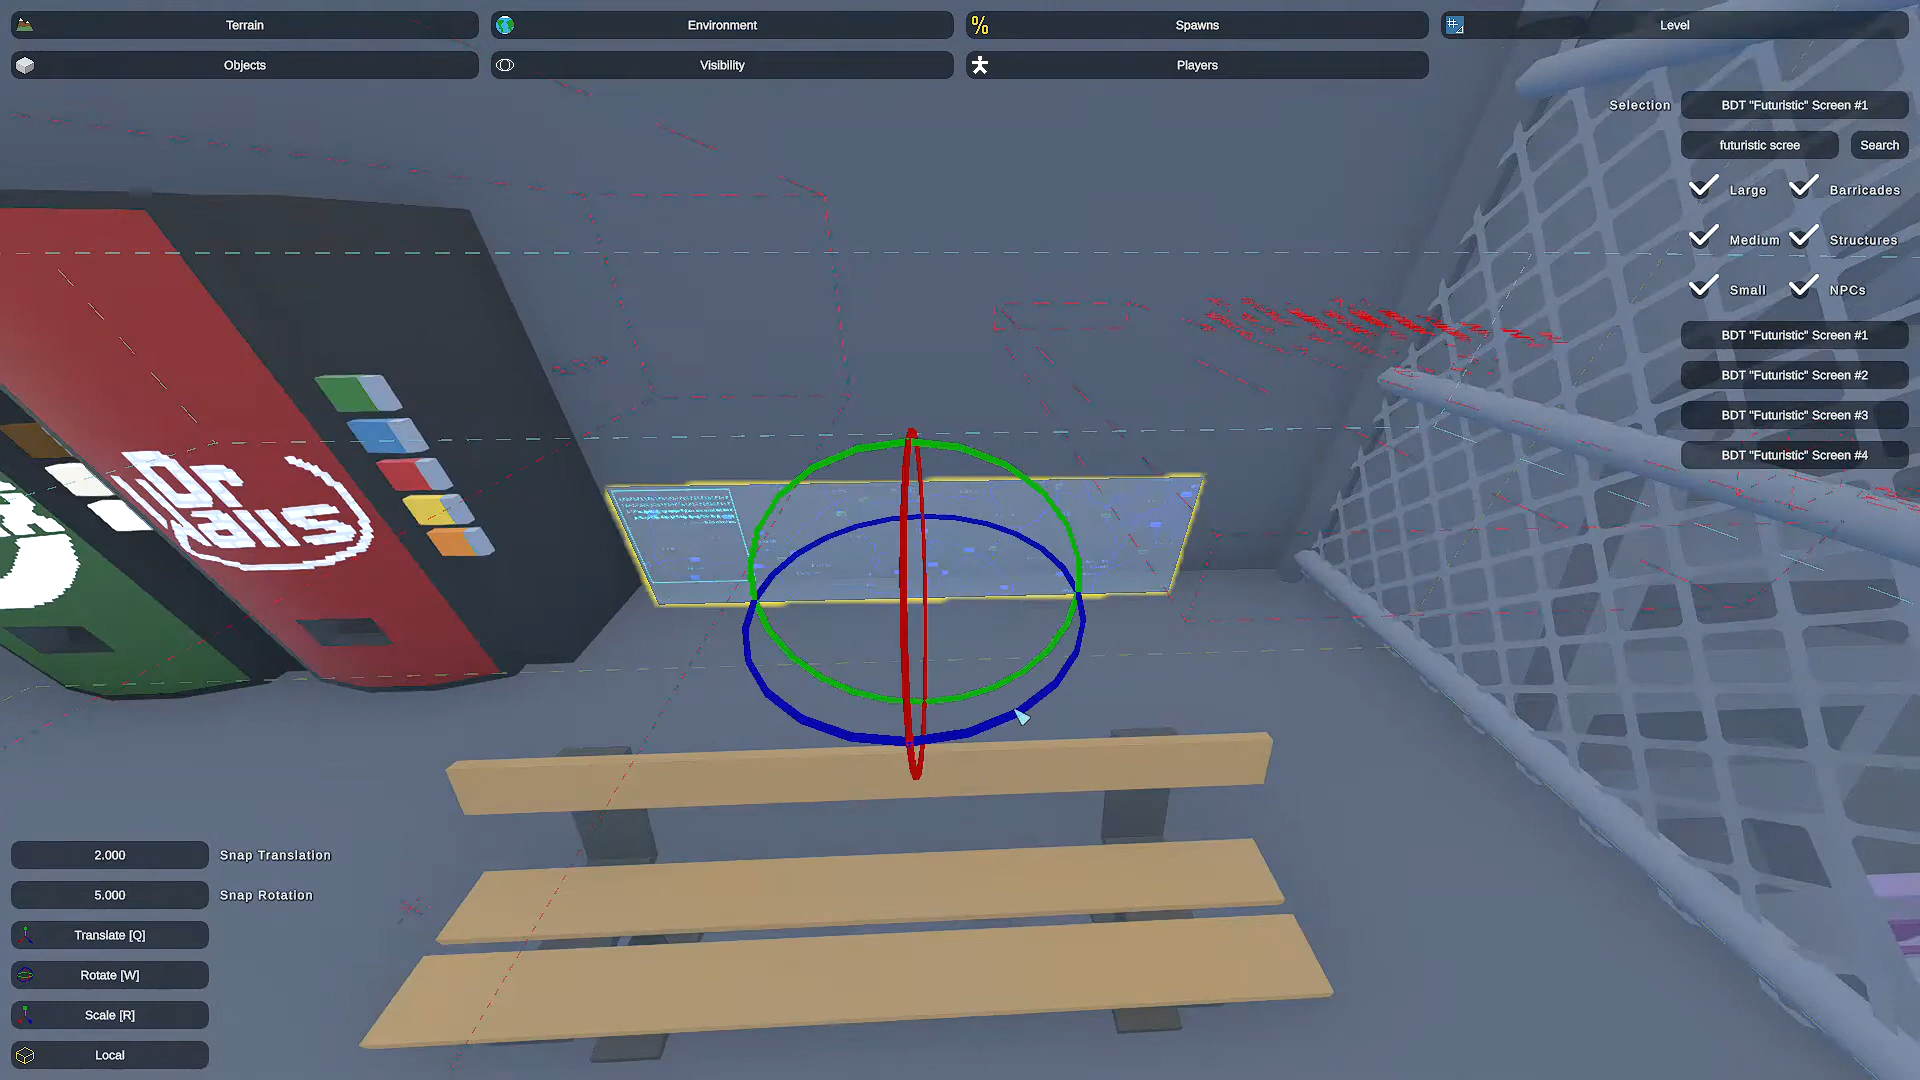 Terrain
Environment
Spawns
Level
Objects
Visibility
Players
Selection
BDT "Futuristic" Screen #1
futuristic scree
Search
Large
Barricades
Medium
Structures
Small
NPCs
BDT "Futuristic" Screen #1
BDT "Futuristic" Screen #2
BDT "Futuristic" Screen #3
BDT "Futuristic" Screen #4
Dr
Walls
2.000
Snap Translation
5.000
Snap Rotation
Translate [Q]
Rotate [W]
Scale [R]
Local